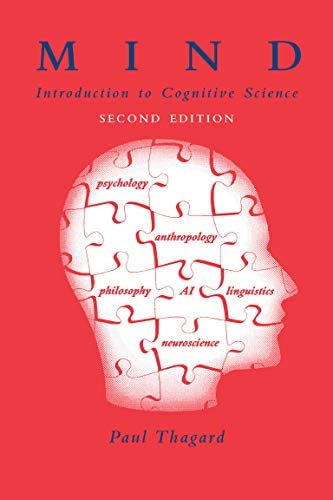 MIND
Introduction to Cognitive Science
SECOND EDITION
psychology
anthropology
philosophy AI linguistics
neuroscience
Paul Thagard